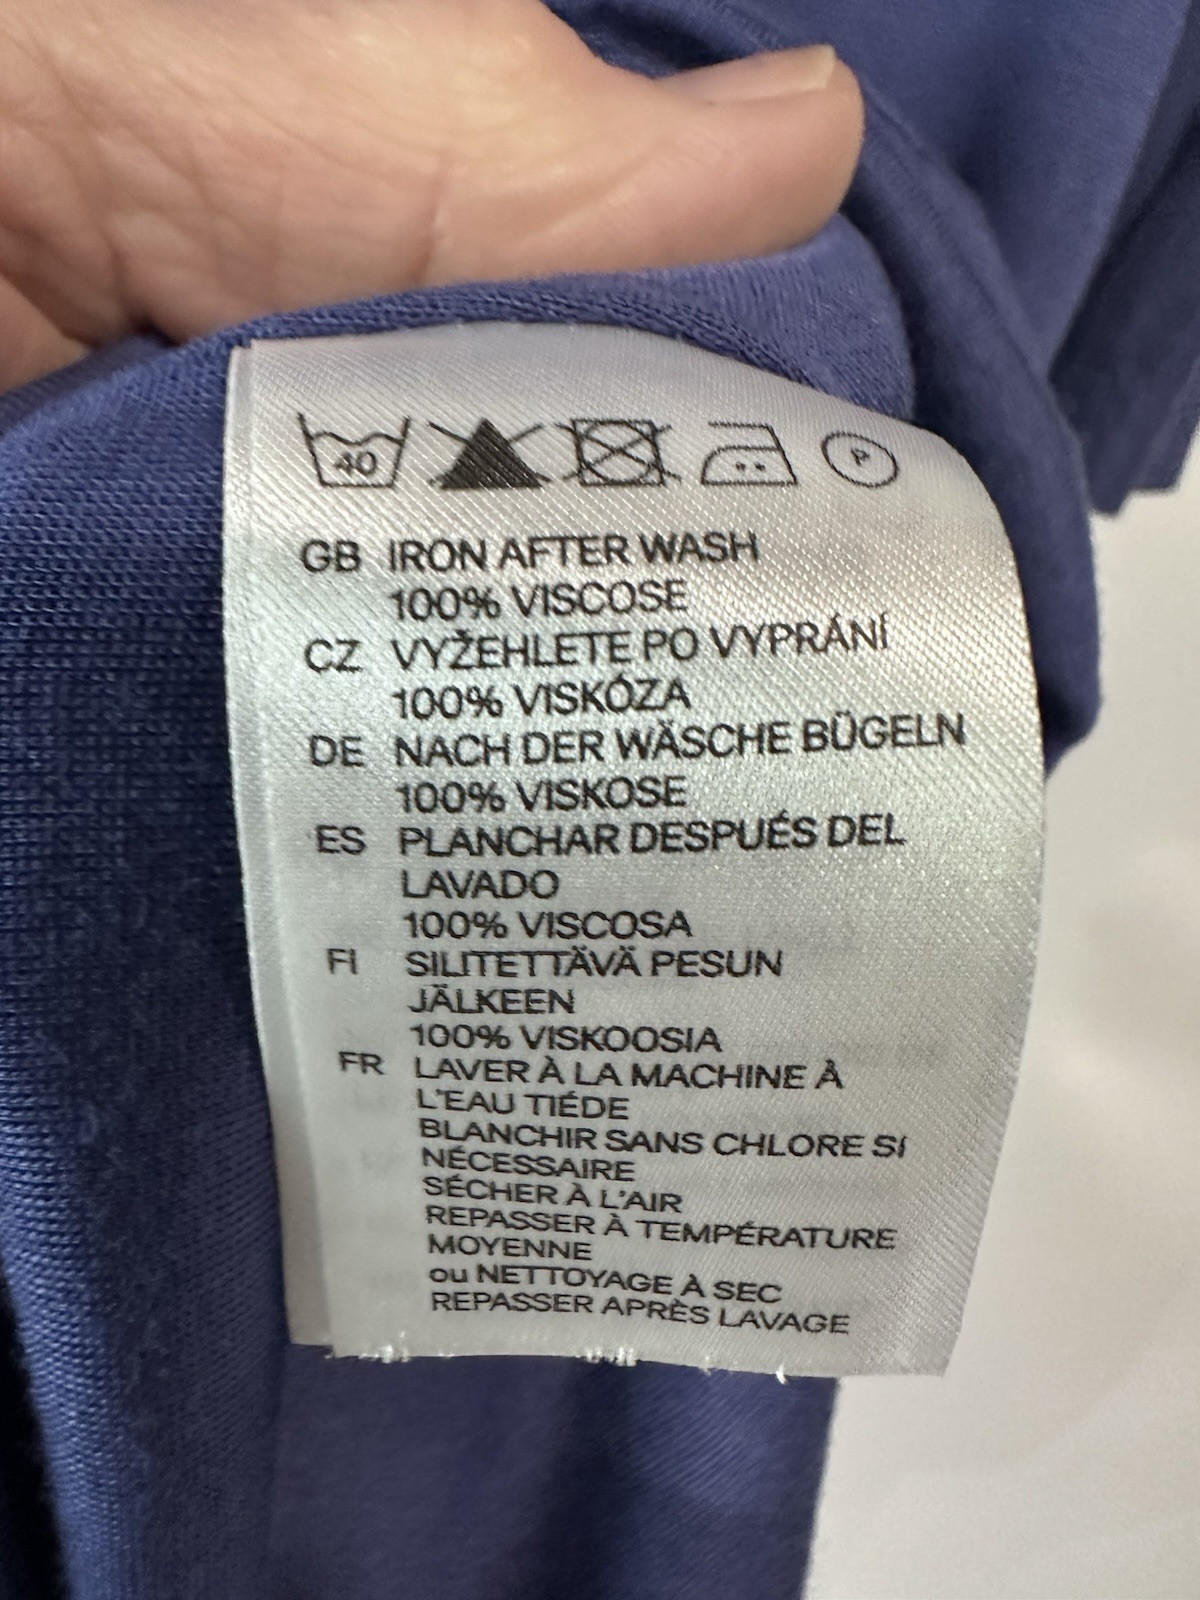 40
P
GB IRON AFTER WASH
100% VISCOSE
CZ VYŽEHLETE PO VYPRÁNÍ
100% VISKÓZA
DE NACH DER WÄSCHE BÜGELN
100% VISKOSE
ES PLANCHAR DESPUÉS DEL
LAVADO
100% VISCOSA
FI SILITETTÄVÄ PESUN
JÄLKEEN
100% VISKOOSIA
FR LAVER À LA MACHINE À
L'EAU TIÉDE
BLANCHIR SANS CHLORE SI
NÉCESSAIRE
SÉCHER À L'AIR
REPASSER À TEMPÉRATURE
MOYENNE
ou NETTOYAGE À SEC
REPASSER APRÈS LAVAGE